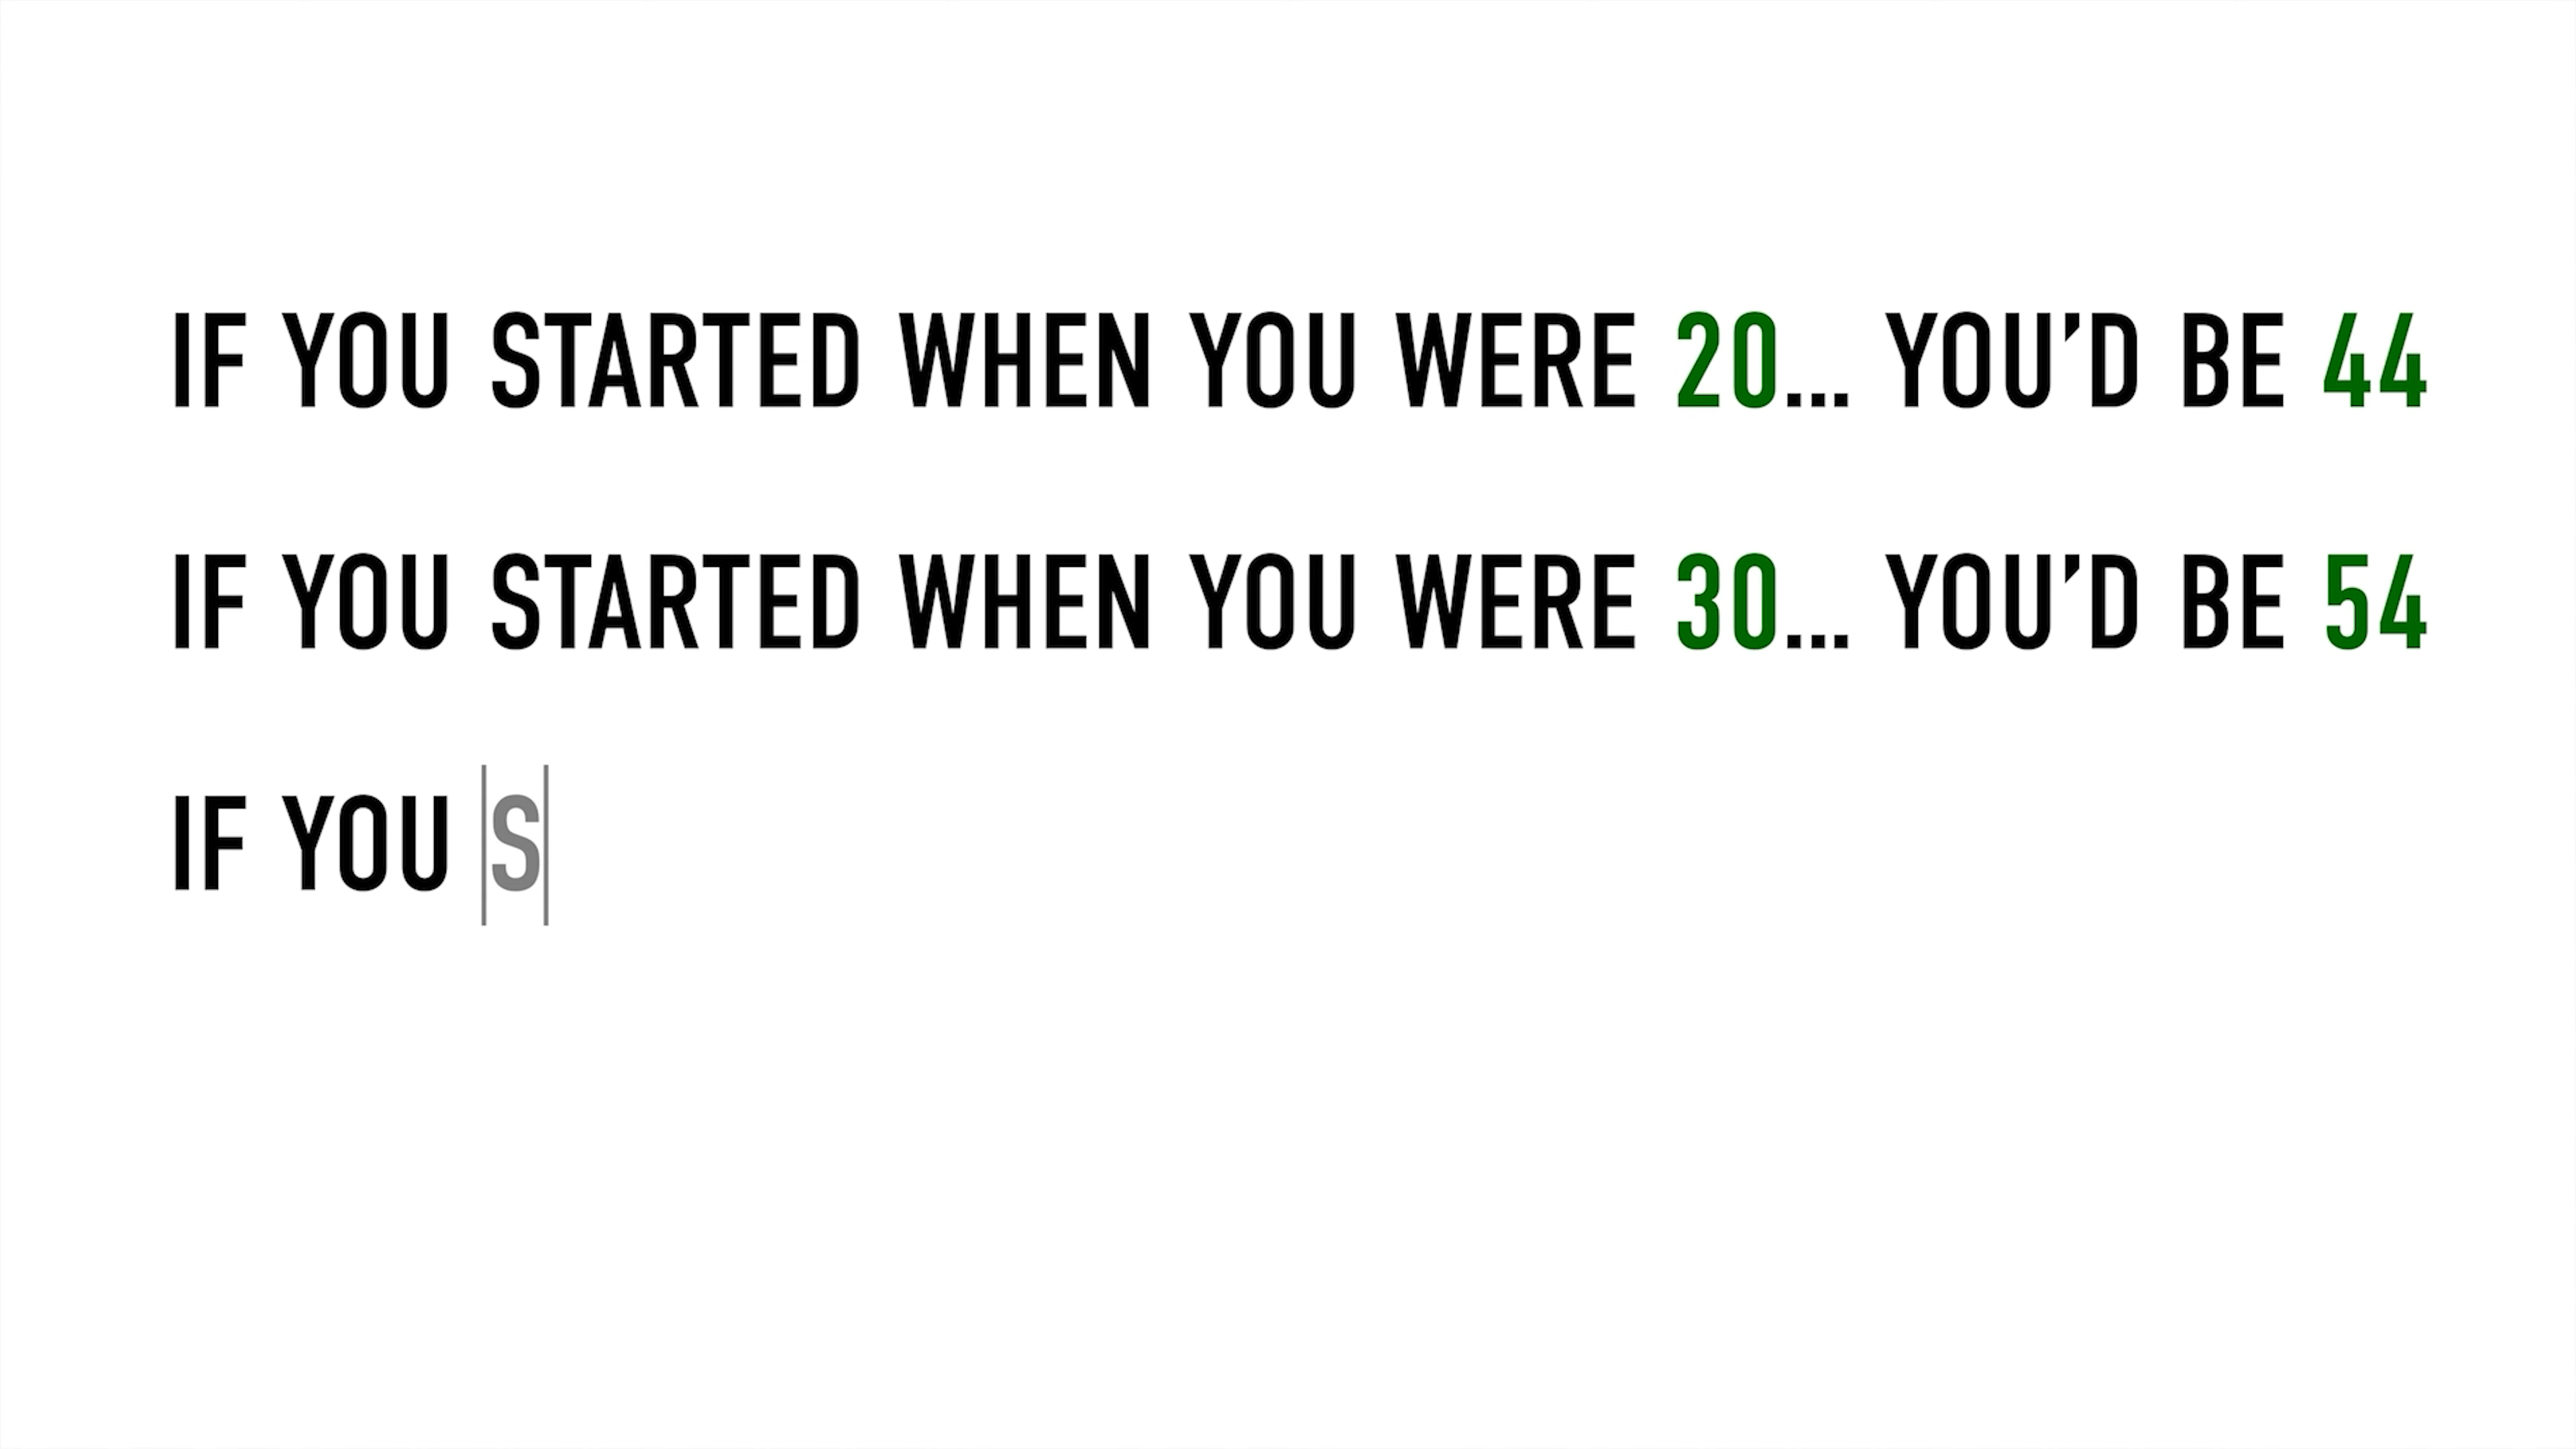 IF YOU STARTED WHEN YOU WERE 20... YOU’D BE 44
IF YOU STARTED WHEN YOU WERE 30... YOU’D BE 54
IF YOU S